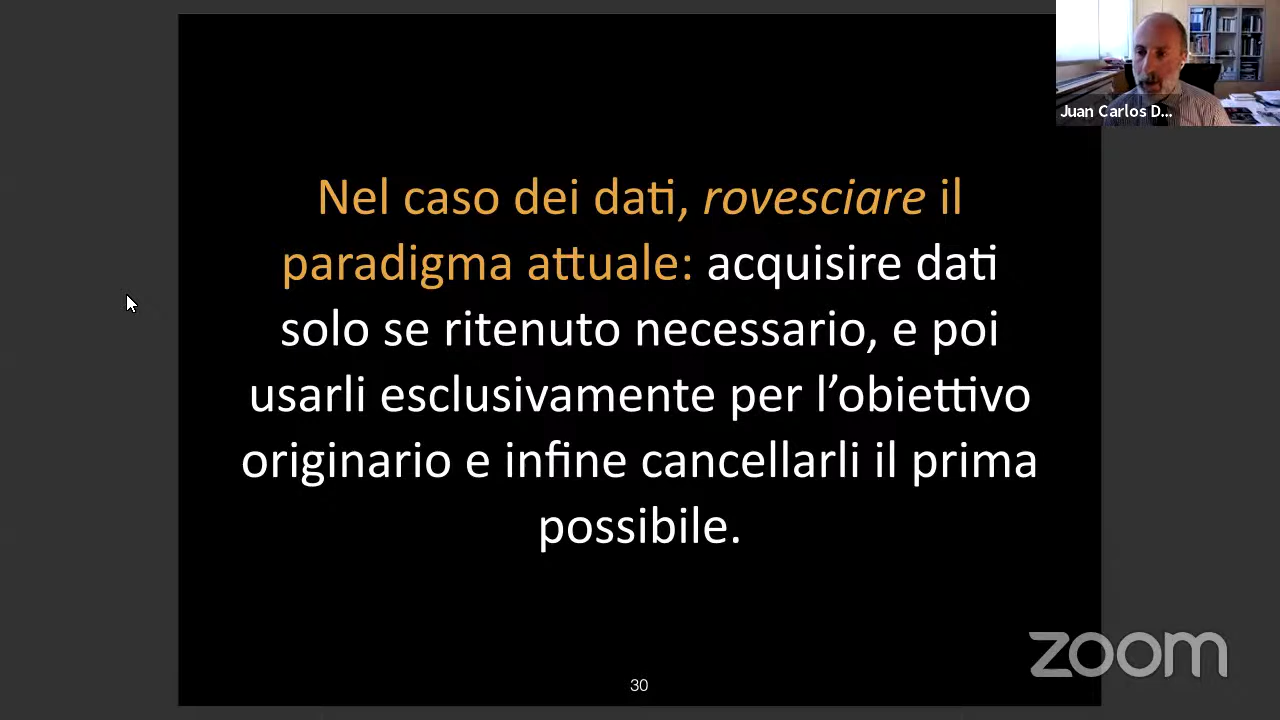 Juan Carlos D...
Nel caso dei dati, rovesciare il
paradigma attuale: acquisire dati
solo se ritenuto necessario, e poi
usarli esclusivamente per l’obiettivo
originario e infine cancellarli il prima
possibile.
zoom
30